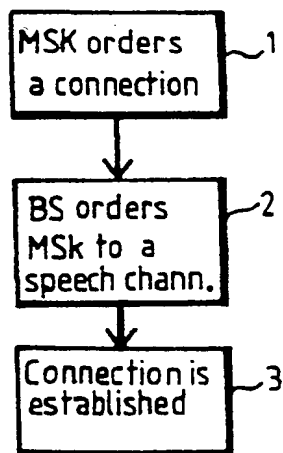 MSK orders
a connection
1
BS orders
MSk to a
speech chann.
2
Connection is
established
3